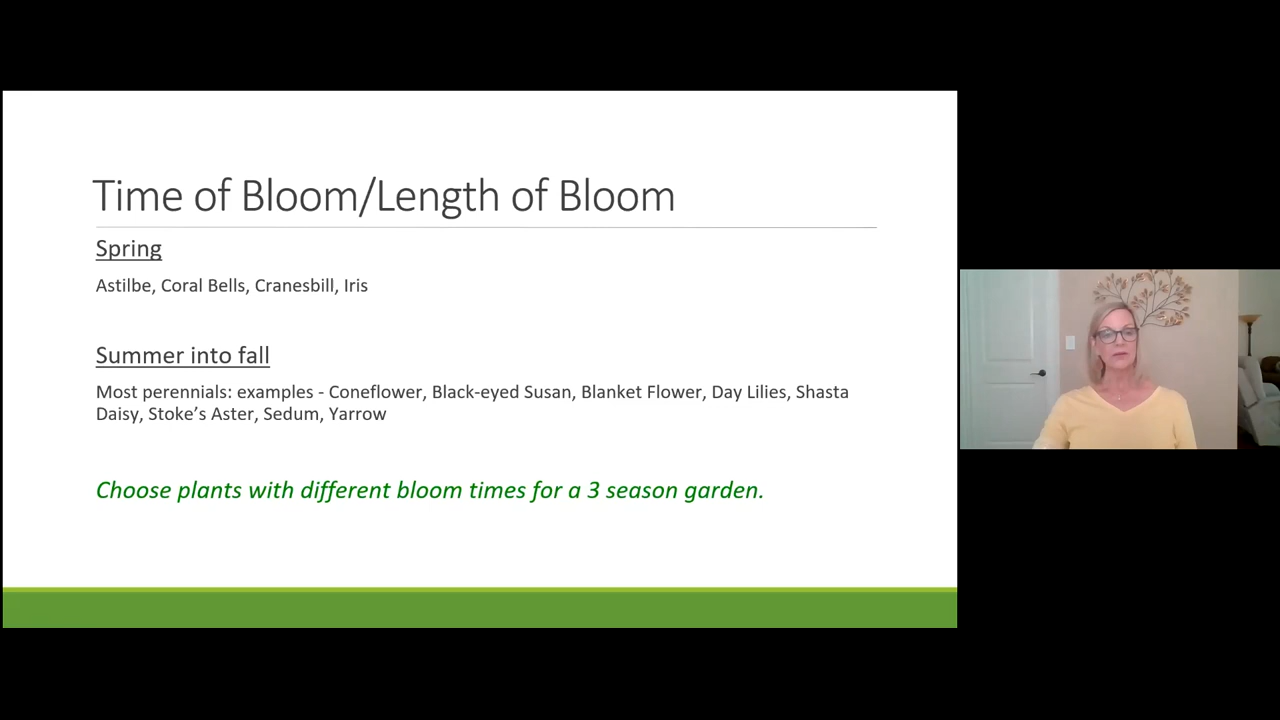 Time of Bloom/Length of Bloom
Spring
Astilbe, Coral Bells, Cranesbill, Iris
Summer into fall
Most perennials: examples - Coneflower, Black-eyed Susan, Blanket Flower, Day Lilies, Shasta
Daisy, Stoke’s Aster, Sedum, Yarrow
Choose plants with different bloom times for a 3 season garden.